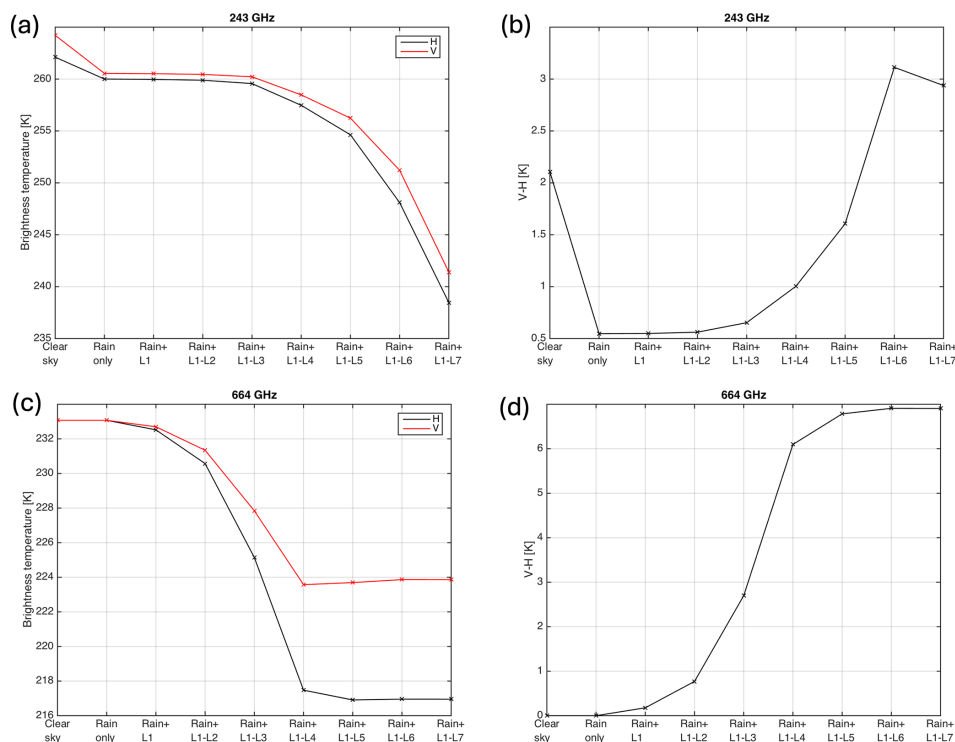 (a)
243 GHz
H
V
Brightness temperature [K]
260
255
250
245
240
235
Clear sky
Rain only
Rain+ L1
Rain+ L1-L2
Rain+ L1-L3
Rain+ L1-L4
Rain+ L1-L5
Rain+ L1-L6
Rain+ L1-L7
(b)
243 GHz
V-H [K]
3
2.5
2
1.5
1
0.5
Clear sky
Rain only
Rain+ L1
Rain+ L1-L2
Rain+ L1-L3
Rain+ L1-L4
Rain+ L1-L5
Rain+ L1-L6
Rain+ L1-L7
(c)
664 GHz
H
V
Brightness temperature [K]
232
230
228
226
224
222
220
218
216
Clear sky
Rain only
Rain+ L1
Rain+ L1-L2
Rain+ L1-L3
Rain+ L1-L4
Rain+ L1-L5
Rain+ L1-L6
Rain+ L1-L7
(d)
664 GHz
V-H [K]
6
5
4
3
2
1
0
Clear sky
Rain only
Rain+ L1
Rain+ L1-L2
Rain+ L1-L3
Rain+ L1-L4
Rain+ L1-L5
Rain+ L1-L6
Rain+ L1-L7